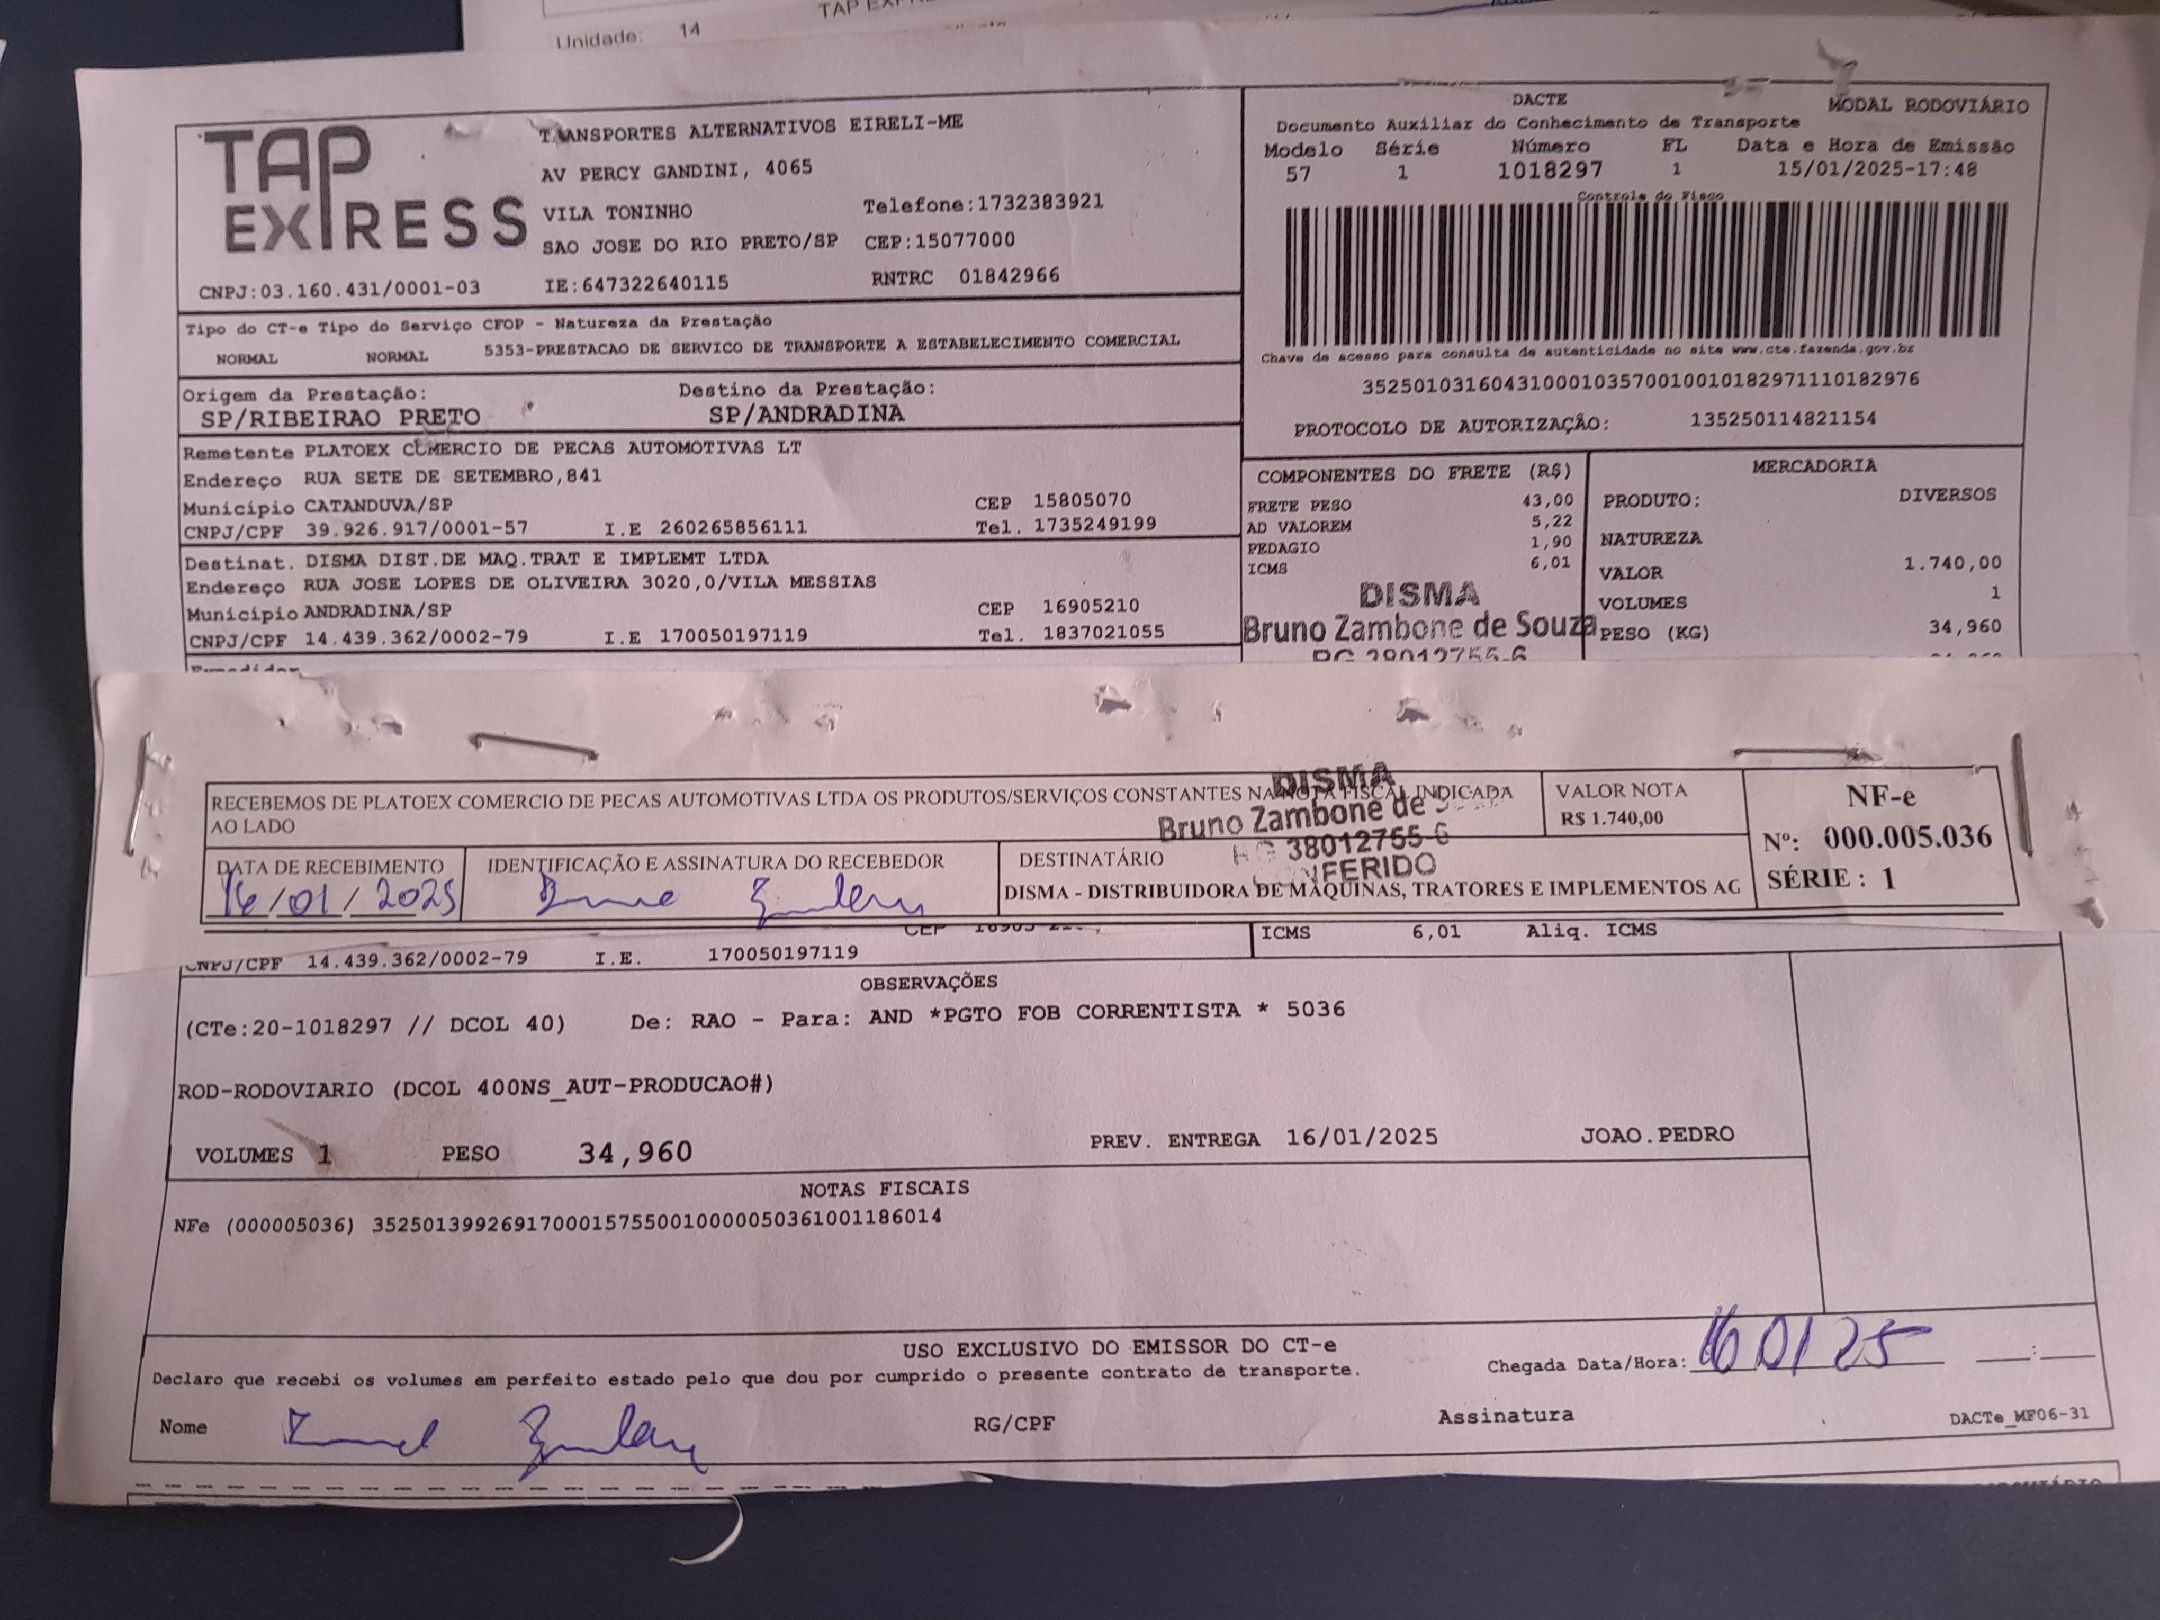 Unidade: 14
TAP
TAP EXPRESS
TRANSPORTES ALTERNATIVOS EIRELI-ME
AV PERCY GANDINI, 4065
VILA TONINHO Telefone:1732383921
SAO JOSE DO RIO PRETO/SP CEP:15077000
CNPJ:03.160.431/0001-03 IE:647322640115 RNTRC 01842966
DACTE MODAL RODOVIÁRIO
Documento Auxiliar do Conhecimento de Transporte
Modelo Série Número FL Data e Hora de Emissão
57 1 1018297 1 15/01/2025-17:48
Controle do Fisco
Chave de acesso para consulta de autenticidade no site www.cte.fazenda.gov.br
35250103160431000103570010010182971110182976
PROTOCOLO DE AUTORIZAÇÃO: 135250114821154
Tipo do CT-e Tipo do Serviço CFOP - Natureza da Prestação
NORMAL NORMAL 5353-PRESTACAO DE SERVICO DE TRANSPORTE A ESTABELECIMENTO COMERCIAL
Origem da Prestação: Destino da Prestação:
SP/RIBEIRAO PRETO SP/ANDRADINA
Remetente PLATOEX COMERCIO DE PECAS AUTOMOTIVAS LT
Endereço RUA SETE DE SETEMBRO,841
Município CATANDUVA/SP CEP 15805070
CNPJ/CPF 39.926.917/0001-57 I.E 260265856111 Tel. 1735249199
Destinat. DISMA DIST.DE MAQ.TRAT E IMPLEMT LTDA
Endereço RUA JOSE LOPES DE OLIVEIRA 3020,0/VILA MESSIAS
Município ANDRADINA/SP CEP 16905210
CNPJ/CPF 14.439.362/0002-79 I.E 170050197119 Tel. 1837021055
COMPONENTES DO FRETE (R$)
FRETE PESO 43,00
AD VALOREM 5,22
PEDAGIO 1,90
ICMS 6,01
DISMA
Bruno Zambone de Souza
RG 38012755-6
MERCADORIA
PRODUTO: DIVERSOS
NATUREZA
VALOR 1.740,00
VOLUMES 1
PESO (KG) 34,960
RECEBEMOS DE PLATOEX COMERCIO DE PECAS AUTOMOTIVAS LTDA OS PRODUTOS/SERVIÇOS CONSTANTES NA NOTA FISCAL INDICADA
AO LADO
VALOR NOTA
R$ 1.740,00
NF-e
Nº: 000.005.036
SÉRIE : 1
DISMA
Bruno Zambone de
RG 38012755-6
CONFERIDO
DATA DE RECEBIMENTO IDENTIFICAÇÃO E ASSINATURA DO RECEBEDOR DESTINATÁRIO
16/01/2025
DISMA - DISTRIBUIDORA DE MAQUINAS, TRATORES E IMPLEMENTOS AG
ICMS 6,01 Aliq. ICMS
CNPJ/CPF 14.439.362/0002-79 I.E. 170050197119
OBSERVAÇÕES
(CTe:20-1018297 // DCOL 40) De: RAO - Para: AND *PGTO FOB CORRENTISTA * 5036
ROD-RODOVIARIO (DCOL 400NS_AUT-PRODUCAO#)
VOLUMES 1 PESO 34,960 PREV. ENTREGA 16/01/2025 JOAO.PEDRO
NOTAS FISCAIS
NFe (000005036) 35250139926917000157550010000050361001186014
USO EXCLUSIVO DO EMISSOR DO CT-e
Declaro que recebi os volumes em perfeito estado pelo que dou por cumprido o presente contrato de transporte.
Chegada Data/Hora: 16 01 25 :
Nome RG/CPF Assinatura DACTe_MF06-31